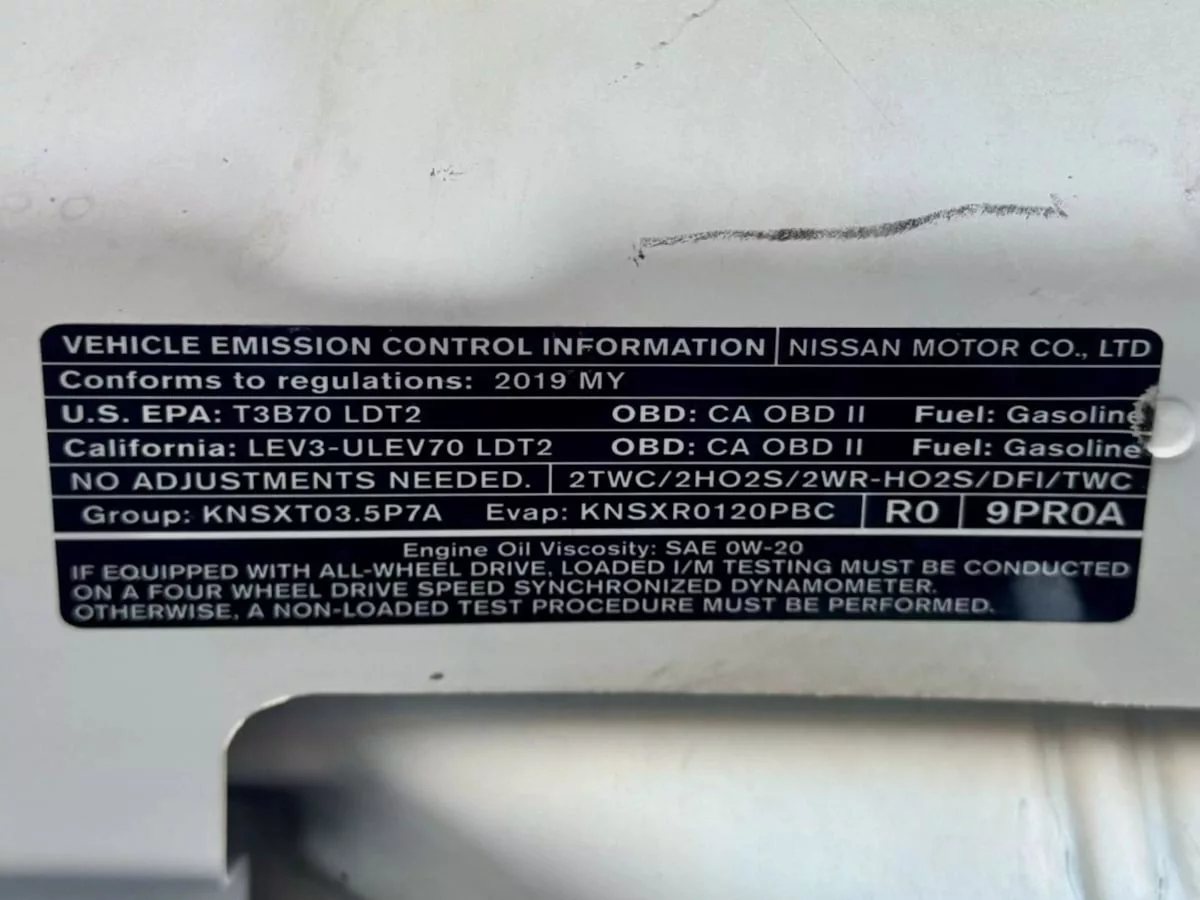 VEHICLE EMISSION CONTROL INFORMATION NISSAN MOTOR CO., LTD
Conforms to regulations: 2019 MY
U.S. EPA: T3B70 LDT2 OBD: CA OBD II Fuel: Gasoline
California: LEV3-ULEV70 LDT2 OBD: CA OBD II Fuel: Gasoline
NO ADJUSTMENTS NEEDED. 2TWC/2HO2S/2WR-HO2S/DFI/TWC
Group: KNSXT03.5P7A Evap: KNSXR0120PBC R0 9PR0A
Engine Oil Viscosity: SAE 0W-20
IF EQUIPPED WITH ALL-WHEEL DRIVE, LOADED I/M TESTING MUST BE CONDUCTED
ON A FOUR WHEEL DRIVE SPEED SYNCHRONIZED DYNAMOMETER.
OTHERWISE, A NON-LOADED TEST PROCEDURE MUST BE PERFORMED.